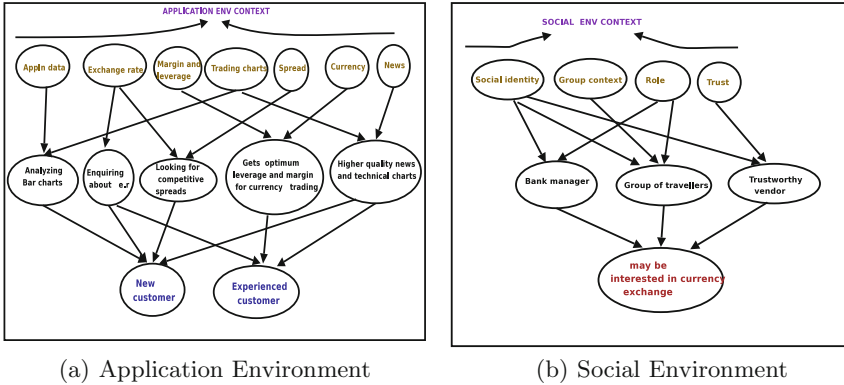 APPLICATION ENV CONTEXT
Appln data
Exchange rate
Margin and
leverage
Trading charts
Spread
Currency
News
Analyzing
Bar charts
Enquiring
about e.r
Looking for
competitive
spreads
Gets optimum
leverage and margin
for currency trading
Higher quality news
and technical charts
New
customer
Experienced
customer
(a) Application Environment
SOCIAL ENV CONTEXT
Social identity
Group context
Role
Trust
Bank manager
Group of travellers
Trustworthy
vendor
may be
interested in currency
exchange
(b) Social Environment